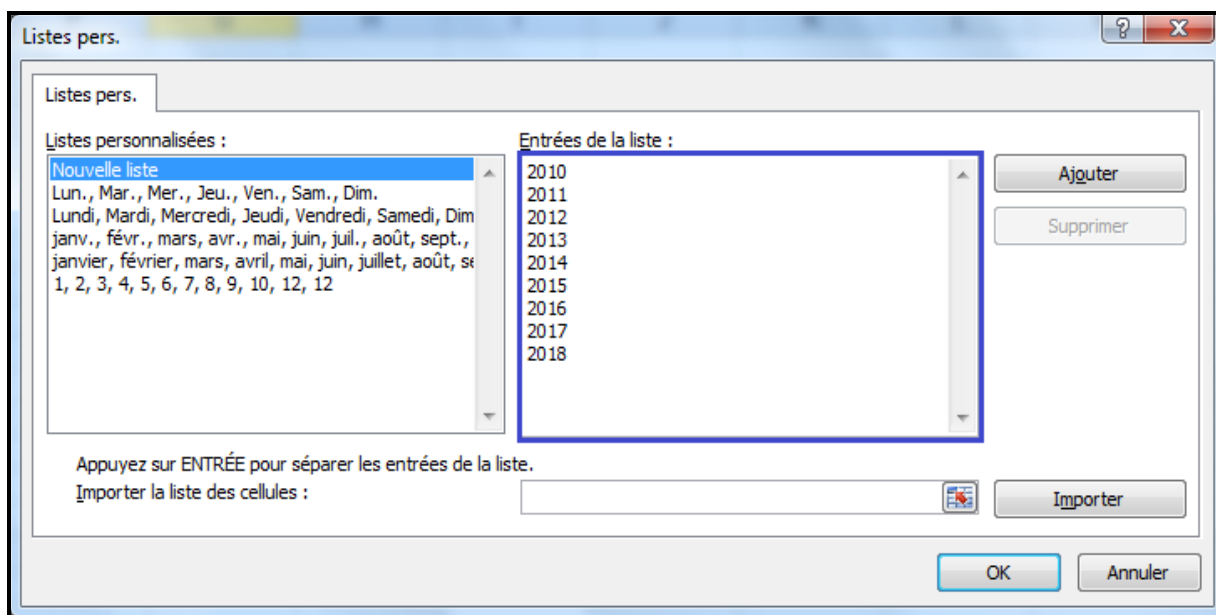 Listes pers.
Listes pers.
Listes personnalisées :
Nouvelle liste
Lun., Mar., Mer., Jeu., Ven., Sam., Dim.
Lundi, Mardi, Mercredi, Jeudi, Vendredi, Samedi, Dim
janv., févr., mars, avr., mai, juin, juil., août, sept.,
janvier, février, mars, avril, mai, juin, juillet, août, se
1, 2, 3, 4, 5, 6, 7, 8, 9, 10, 12, 12
Entrées de la liste :
2010
2011
2012
2013
2014
2015
2016
2017
2018
Ajouter
Supprimer
Appuyez sur ENTRÉE pour séparer les entrées de la liste.
Importer la liste des cellules :
Importer
OK
Annuler